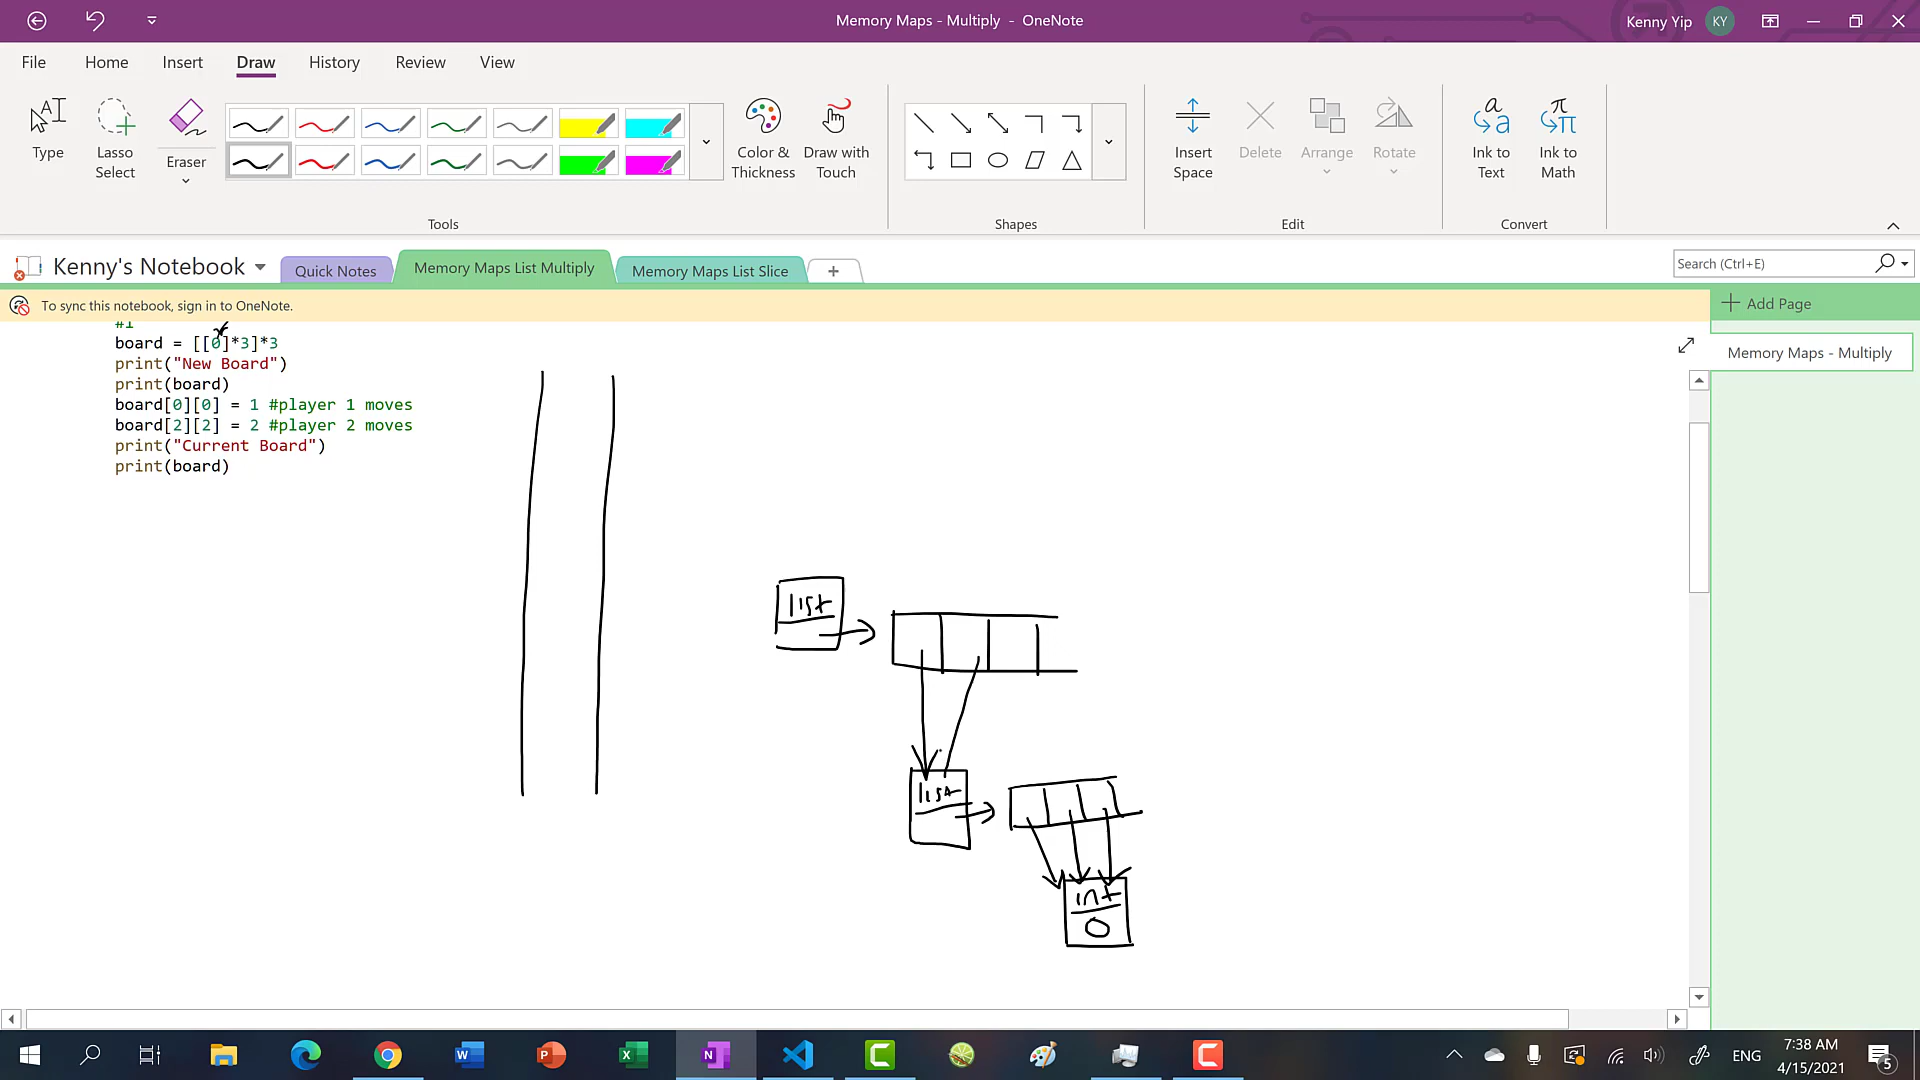 Memory Maps - Multiply - OneNote
Kenny Yip KY
File Home Insert Draw History Review View
Type
Lasso Select
Eraser
Color & Thickness
Draw with Touch
Insert Space
Delete
Arrange
Rotate
Ink to Text
Ink to Math
Tools
Shapes
Edit
Convert
Kenny's Notebook
Quick Notes
Memory Maps List Multiply
Memory Maps List Slice
Search (Ctrl+E)
To sync this notebook, sign in to OneNote.
Add Page
Memory Maps - Multiply
#1
board = [[0]*3]*3
print("New Board")
print(board)
board[0][0] = 1 #player 1 moves
board[2][2] = 2 #player 2 moves
print("Current Board")
print(board)
list
list
int
0
ENG
7:38 AM
4/15/2021
5